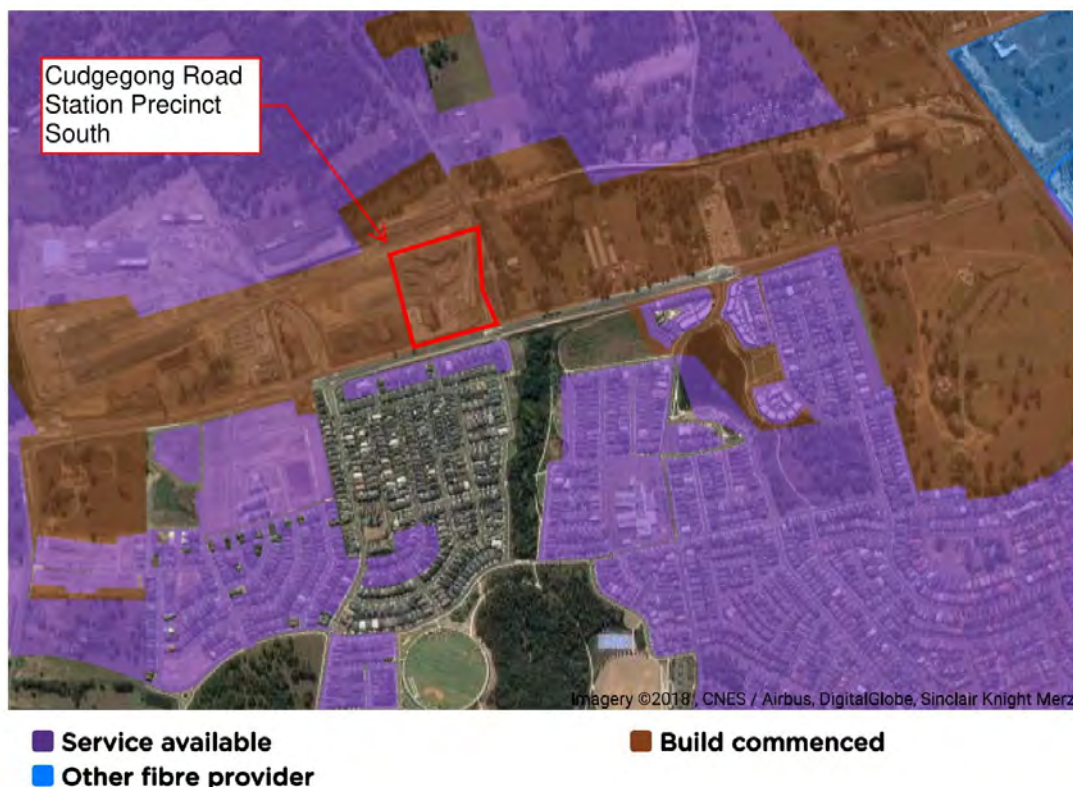 Cudgegong Road
Station Precinct
South
Imagery ©2018 , CNES / Airbus, DigitalGlobe, Sinclair Knight Merz
Service available
Build commenced
Other fibre provider